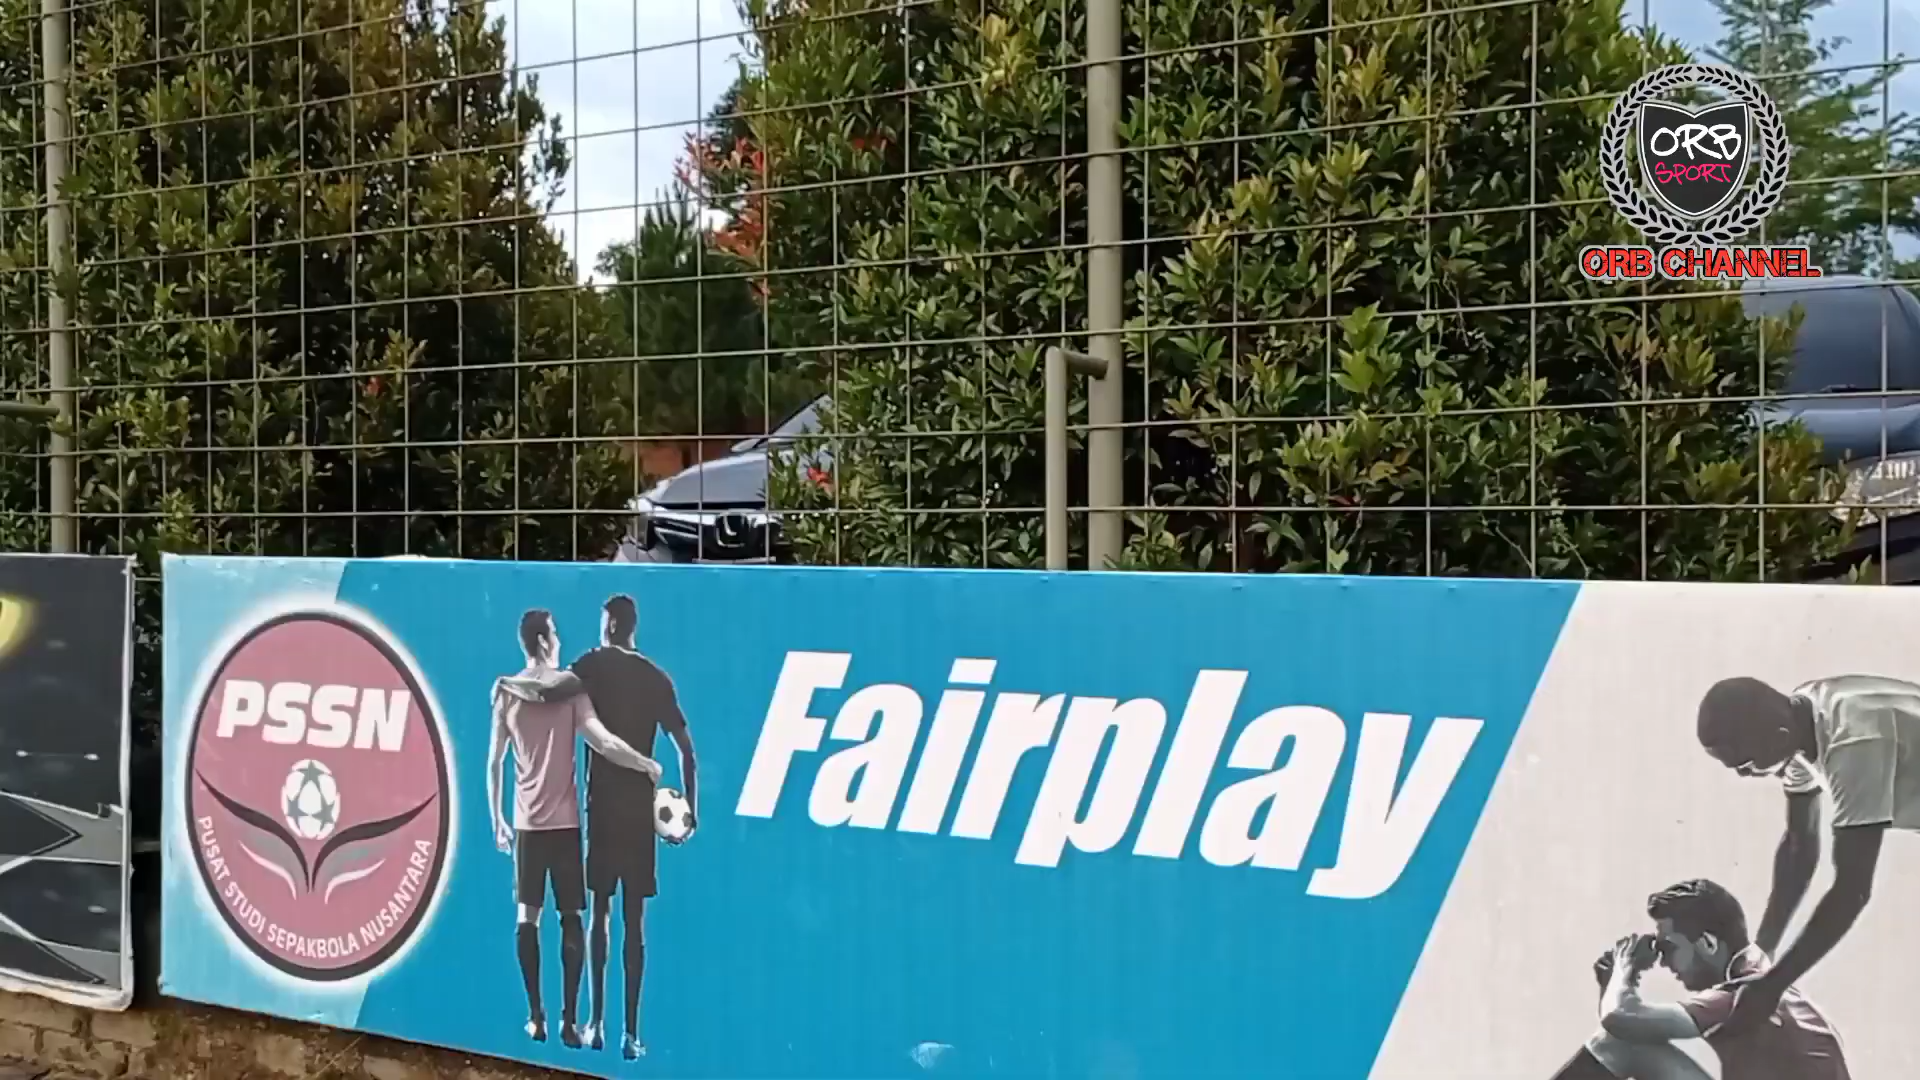 ORB
SPORT
ORB CHANNEL
PSSN
PUSAT STUDI SEPAKBOLA NUSANTARA
Fairplay